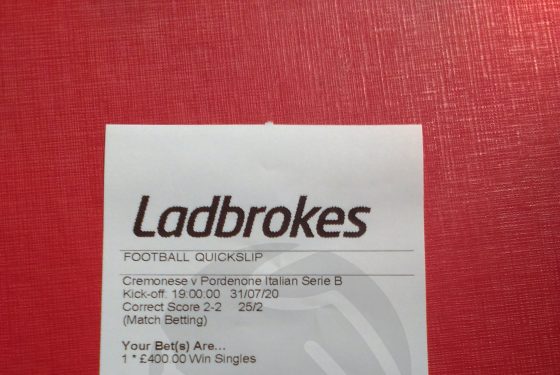 Ladbrokes
FOOTBALL QUICKSLIP
Cremonese v Pordenone Italian Serie B
Kick-off: 19:00:00 31/07/20
Correct Score 2-2 25/2
(Match Betting)
Your Bet(s) Are...
1 * £400.00 Win Singles